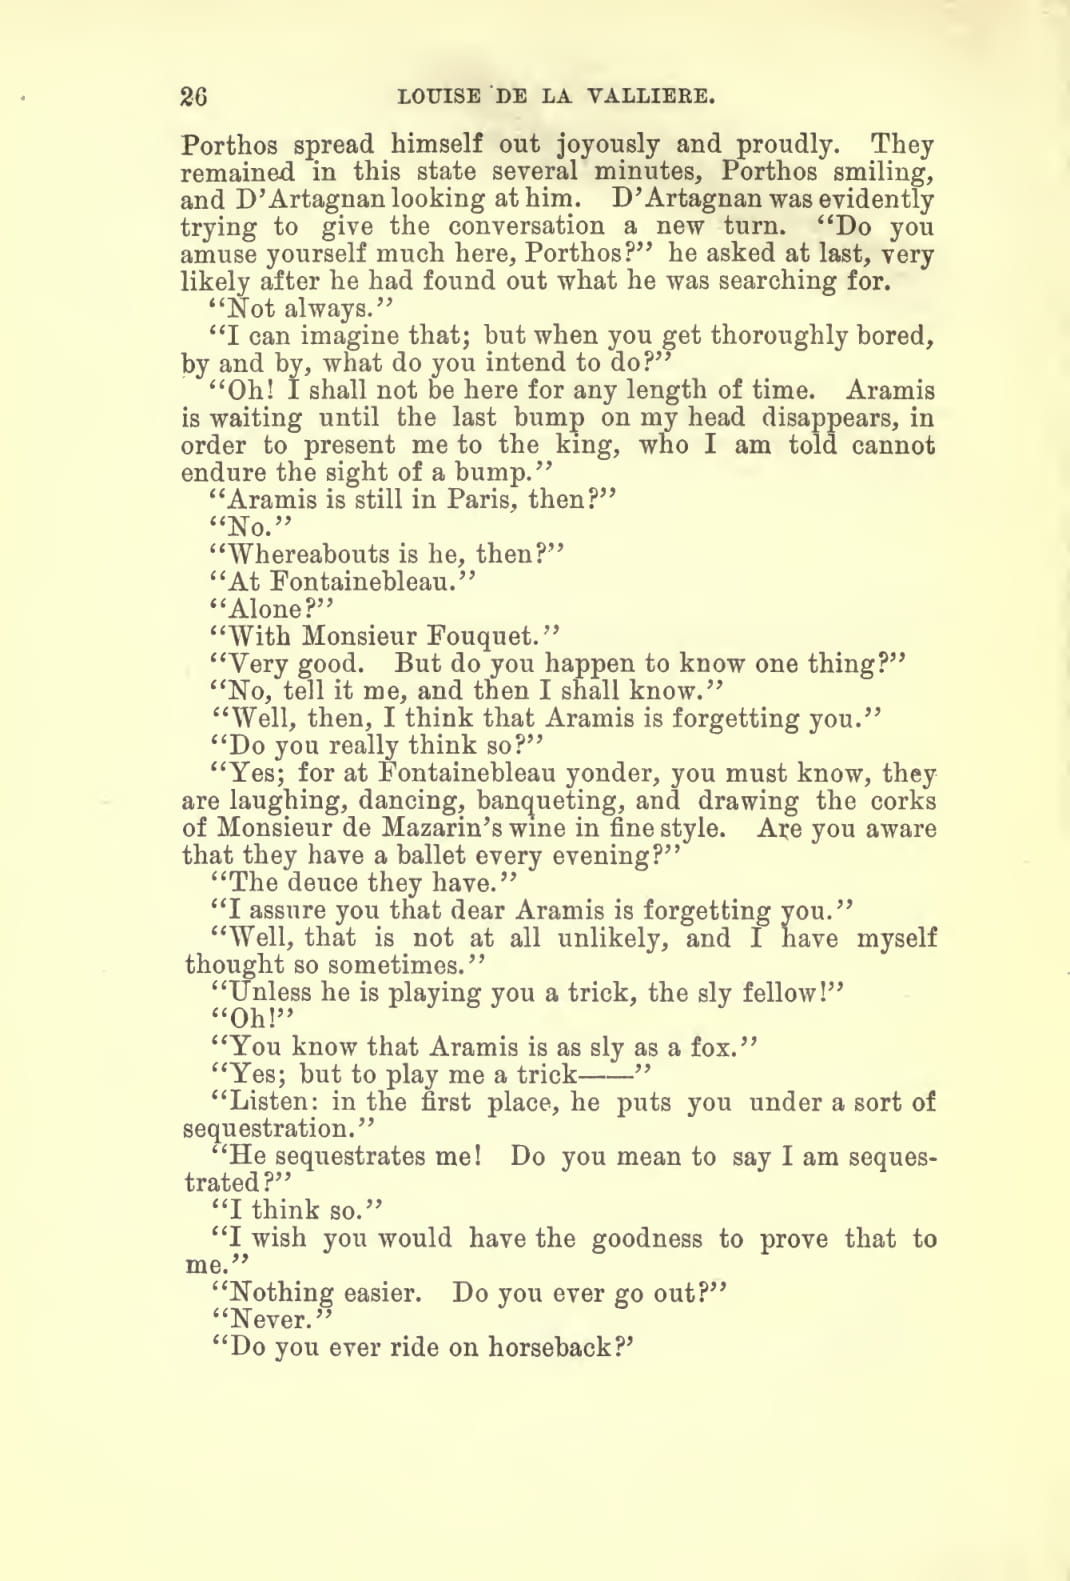 26 LOUISE DE LA VALLIERE.
Porthos spread himself out joyously and proudly. They
remained in this state several minutes, Porthos smiling,
and D'Artagnan looking at him. D'Artagnan was evidently
trying to give the conversation a new turn. “Do you
amuse yourself much here, Porthos?” he asked at last, very
likely after he had found out what he was searching for.
“Not always.”
“I can imagine that; but when you get thoroughly bored,
by and by, what do you intend to do?”
“Oh! I shall not be here for any length of time. Aramis
is waiting until the last bump on my head disappears, in
order to present me to the king, who I am told cannot
endure the sight of a bump.”
“Aramis is still in Paris, then?”
“No.”
“Whereabouts is he, then?”
“At Fontainebleau.”
“Alone?”
“With Monsieur Fouquet.”
“Very good. But do you happen to know one thing?”
“No, tell it me, and then I shall know.”
“Well, then, I think that Aramis is forgetting you.”
“Do you really think so?”
“Yes; for at Fontainebleau yonder, you must know, they
are laughing, dancing, banqueting, and drawing the corks
of Monsieur de Mazarin's wine in fine style. Are you aware
that they have a ballet every evening?”
“The deuce they have.”
“I assure you that dear Aramis is forgetting you.”
“Well, that is not at all unlikely, and I have myself
thought so sometimes.”
“Unless he is playing you a trick, the sly fellow!”
“Oh!”
“You know that Aramis is as sly as a fox.”
“Yes; but to play me a trick——”
“Listen: in the first place, he puts you under a sort of
sequestration.”
“He sequestrates me! Do you mean to say I am seques-
trated?”
“I think so.”
“I wish you would have the goodness to prove that to
me.”
“Nothing easier. Do you ever go out?”
“Never.”
“Do you ever ride on horseback?’